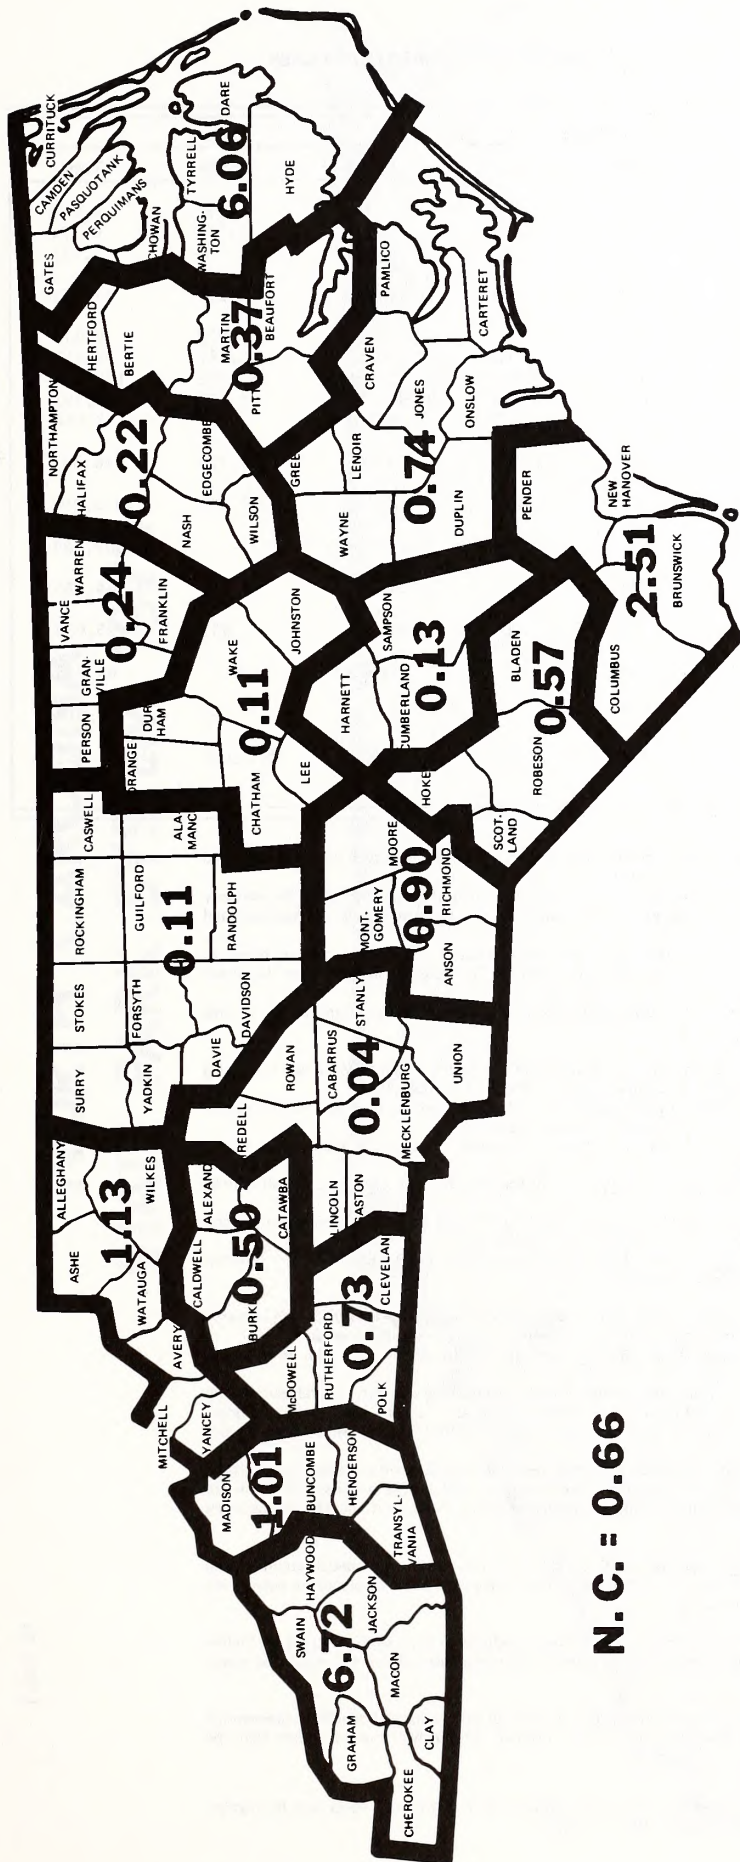 ALLEGHANY
ASHE
SURRY
STOKES
ROCKINGHAM
CASWELL
PERSON
GRAN-
VILLE
VANCE
WARREN
NORTHAMPTON
HALIFAX
HERTFORD
GATES
CAMDEN
CURRITUCK
PASQUOTANK
PERQUIMANS
CHOWAN
BERTIE
WATAUGA
1.13
WILKES
YADKIN
FORSYTH
GUILFORD
0.11
ALA-
MANC
ORANGE
DUR-
HAM
0.24
FRANKLIN
0.22
NASH
EDGECOMBE
MARTIN
0.37
WASHING-
TON
TYRRELL
DARE
6.06
HYDE
BEAUFORT
PITT
MITCHELL
AVERY
YANCEY
CALDWELL
ALEXAND
IREDELL
DAVIE
DAVIDSON
RANDOLPH
CHATHAM
WAKE
0.11
JOHNSTON
WILSON
GREE
BURK
0.50
CATAWBA
ROWAN
LEE
MADISON
1.01
BUNCOMBE
McDOWELL
HAYWOOD
SWAIN
6.72
JACKSON
GRAHAM
MACON
CHEROKEE
CLAY
HENDERSON
TRANSYL-
VANIA
RUTHERFORD
0.73
POLK
CLEVELAN
LINCOLN
GASTON
CABARRUS
0.04
STANLY
MECKLENBURG
UNION
MONT-
GOMERY
MOORE
0.90
RICHMOND
ANSON
HARNETT
CUMBERLAND
0.13
SAMPSON
HOKE
SCOT-
LAND
ROBESON
0.57
BLADEN
WAYNE
LENOIR
CRAVEN
PAMLICO
JONES
0.74
DUPLIN
ONSLOW
CARTERET
PENDER
NEW
HANOVER
2.51
BRUNSWICK
COLUMBUS
N.C. = 0.66